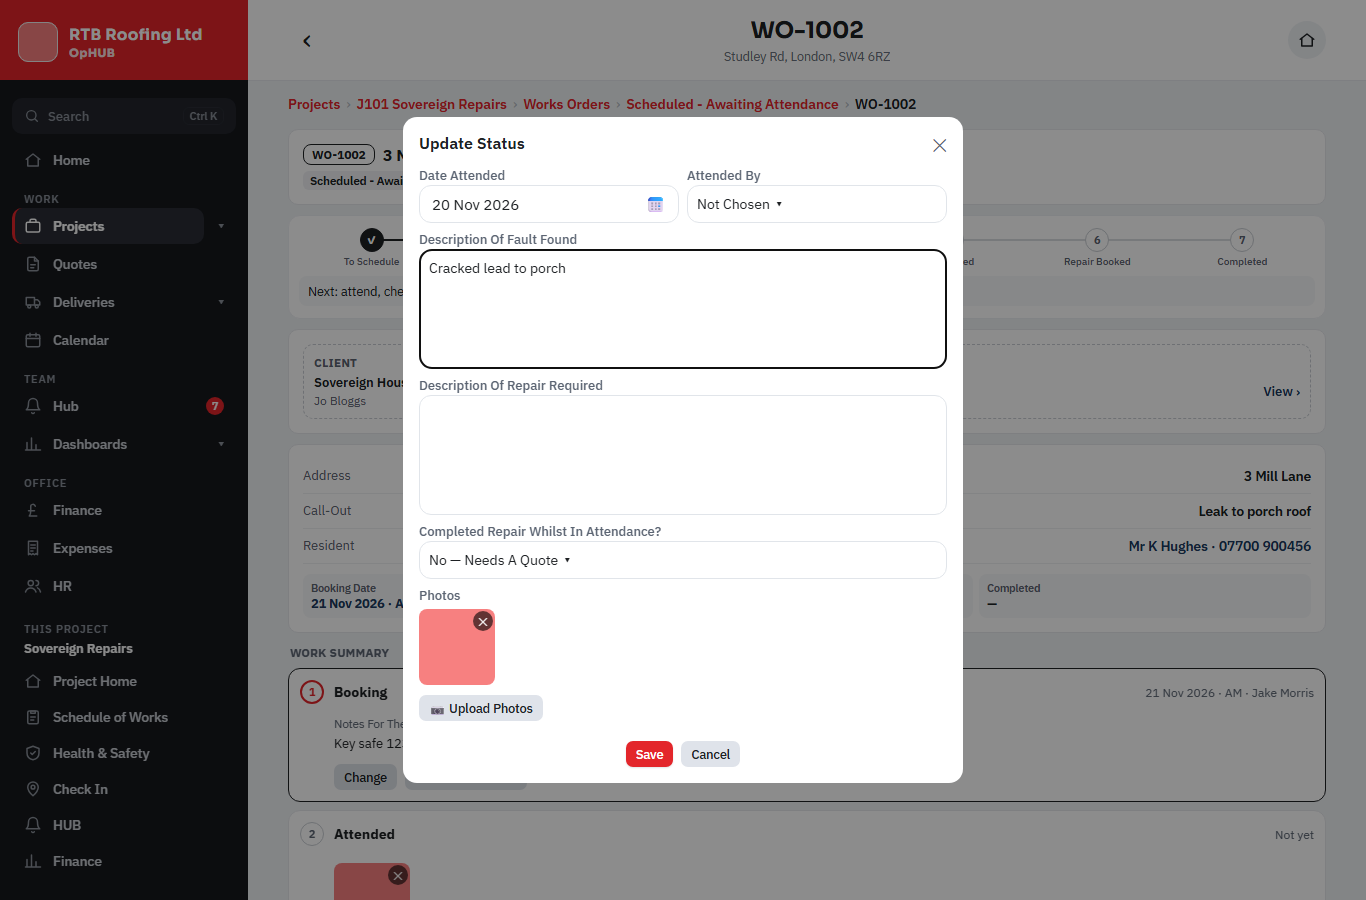 RTB Roofing Ltd
OpHUB
Search
Ctrl K
Home
WORK
Projects
Quotes
Deliveries
Calendar
TEAM
Hub
7
Dashboards
OFFICE
Finance
Expenses
HR
THIS PROJECT
Sovereign Repairs
Project Home
Schedule of Works
Health & Safety
Check In
HUB
Finance
WO-1002
Studley Rd, London, SW4 6RZ
Projects › J101 Sovereign Repairs › Works Orders › Scheduled - Awaiting Attendance › WO-1002
WO-1002
Scheduled - Awai
To Schedule
6
Repair Booked
7
Completed
Next: attend, che
CLIENT
Sovereign Hous
Jo Bloggs
View ›
Address
3 Mill Lane
Call-Out
Leak to porch roof
Resident
Mr K Hughes · 07700 900456
Booking Date
21 Nov 2026 · A
Completed
—
WORK SUMMARY
1
Booking
21 Nov 2026 · AM · Jake Morris
Notes For The
Key safe 12
Change
2
Attended
Not yet
Update Status
Date Attended
20 Nov 2026
Attended By
Not Chosen
Description Of Fault Found
Cracked lead to porch
Description Of Repair Required
Completed Repair Whilst In Attendance?
No — Needs A Quote
Photos
Upload Photos
Save
Cancel